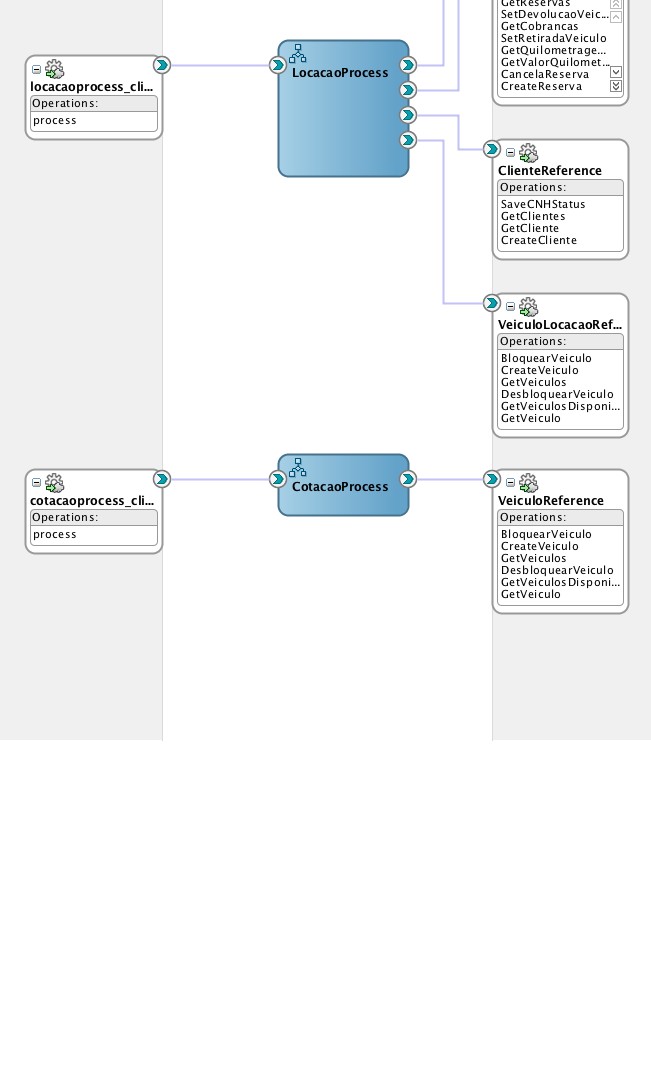 GetReservas
SetDevolucaoVeic...
GetCobrancas
SetRetiradaVeiculo
GetQuilometrage...
GetValorQuilomet...
CancelaReserva
CreateReserva
locacaoprocess_cli...
Operations:
process
LocacaoProcess
ClienteReference
Operations:
SaveCNHStatus
GetClientes
GetCliente
CreateCliente
VeiculoLocacaoRef...
Operations:
BloquearVeiculo
CreateVeiculo
GetVeiculos
DesbloquearVeiculo
GetVeiculosDisponi...
GetVeiculo
cotacaoprocess_cli...
Operations:
process
CotacaoProcess
VeiculoReference
Operations:
BloquearVeiculo
CreateVeiculo
GetVeiculos
DesbloquearVeiculo
GetVeiculosDisponi...
GetVeiculo